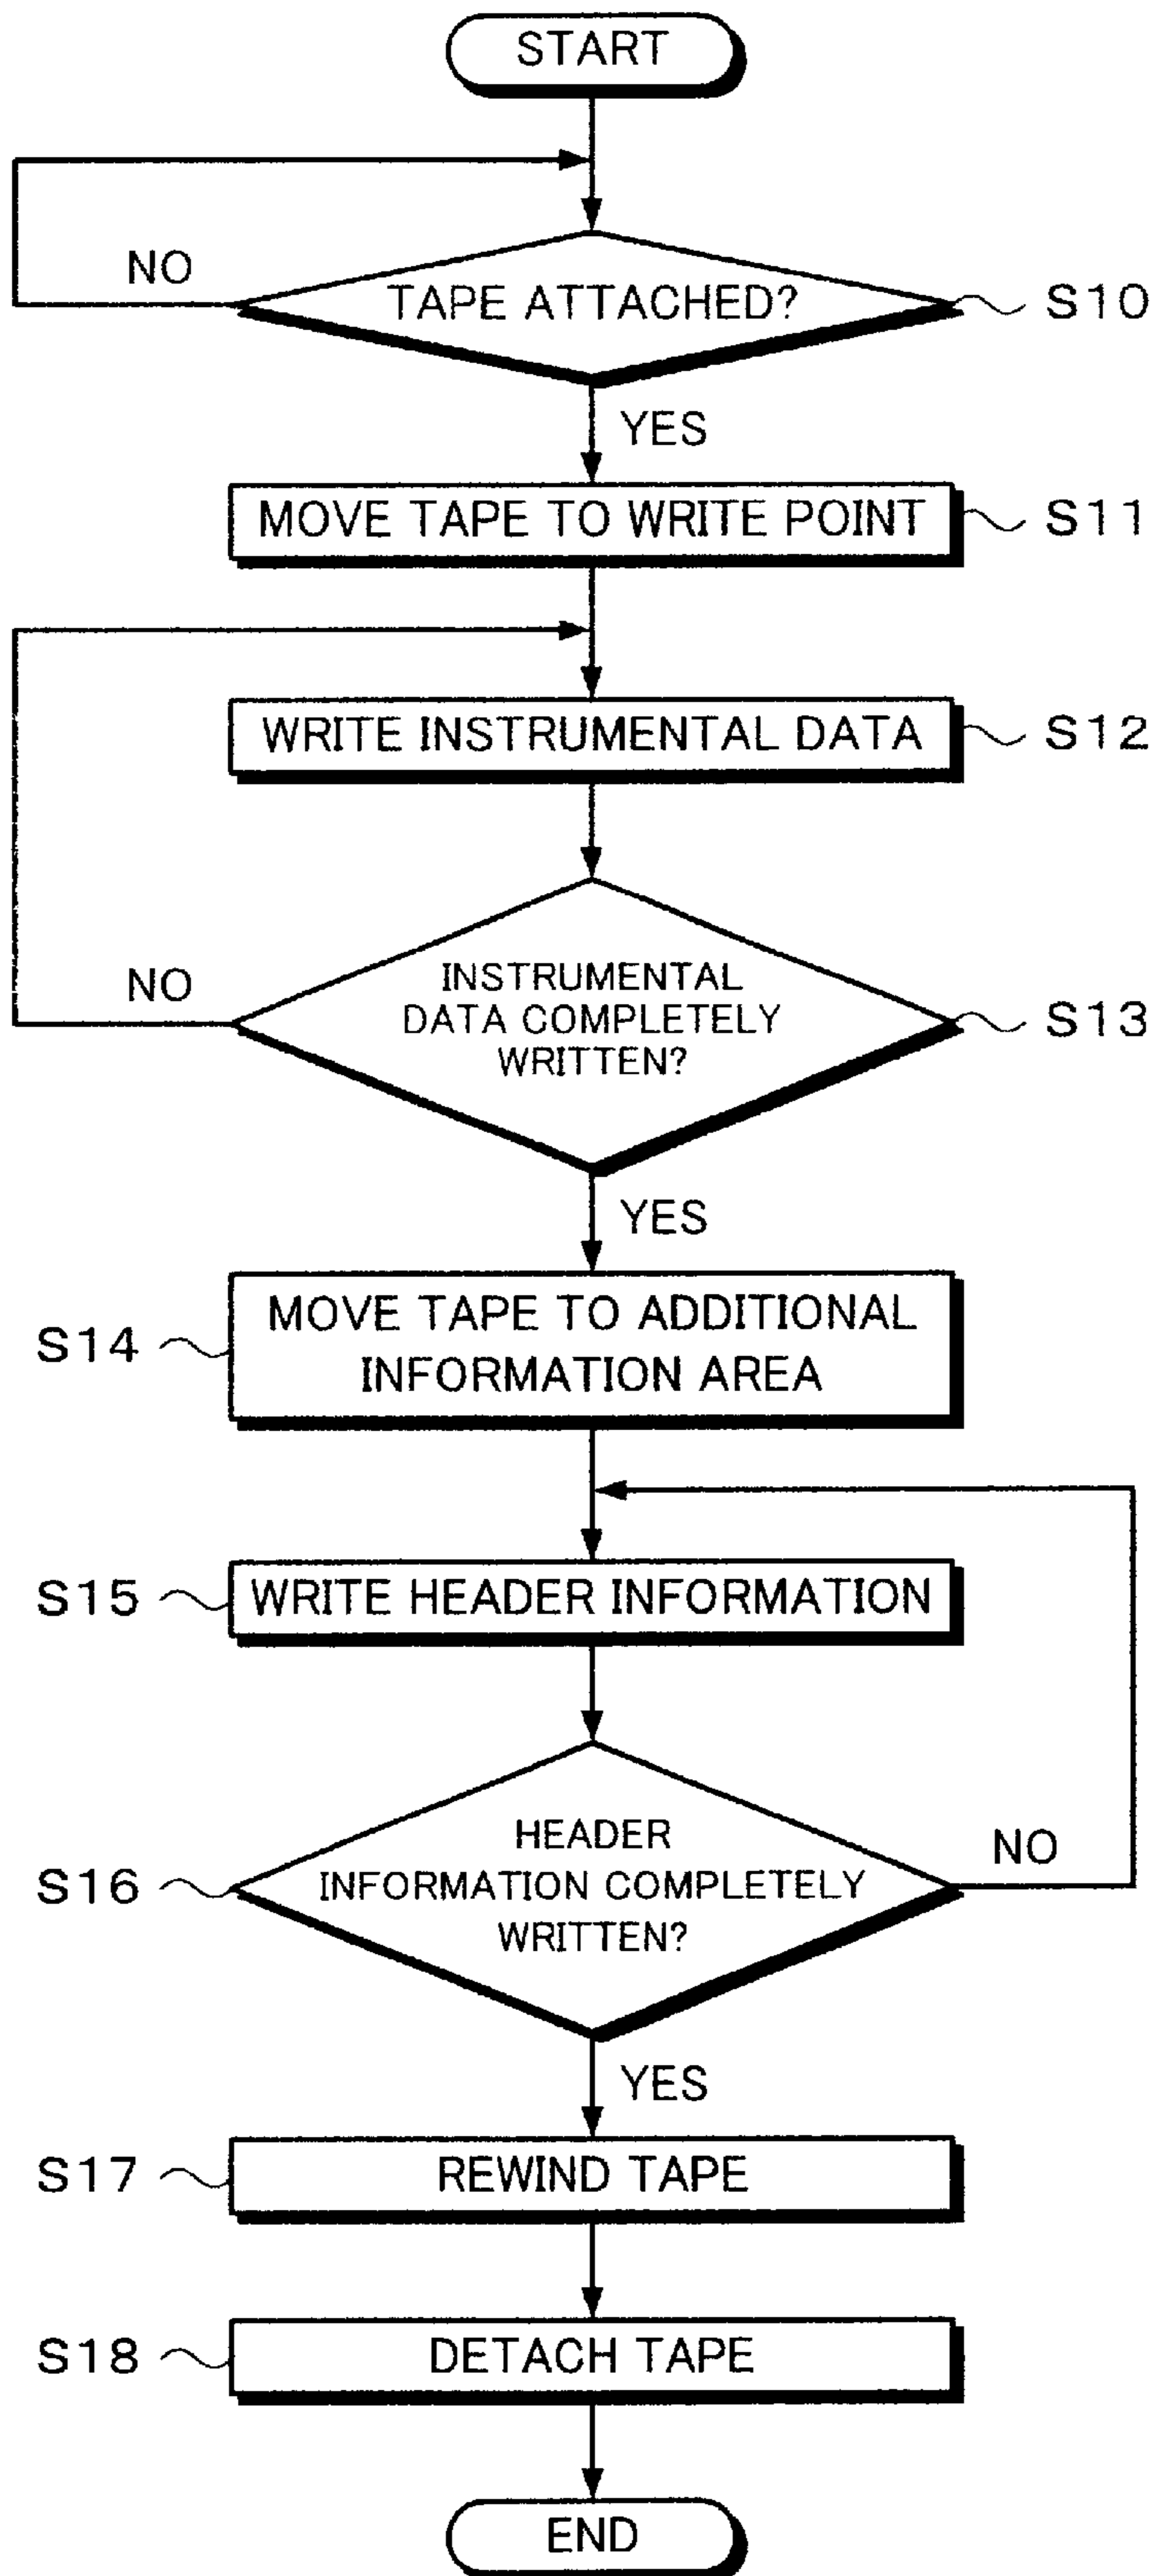 START
NO
TAPE ATTACHED?
S10
YES
MOVE TAPE TO WRITE POINT
S11
WRITE INSTRUMENTAL DATA
S12
NO
INSTRUMENTAL
DATA COMPLETELY
WRITTEN?
S13
YES
S14
MOVE TAPE TO ADDITIONAL
INFORMATION AREA
S15
WRITE HEADER INFORMATION
S16
HEADER
INFORMATION COMPLETELY
WRITTEN?
NO
YES
S17
REWIND TAPE
S18
DETACH TAPE
END